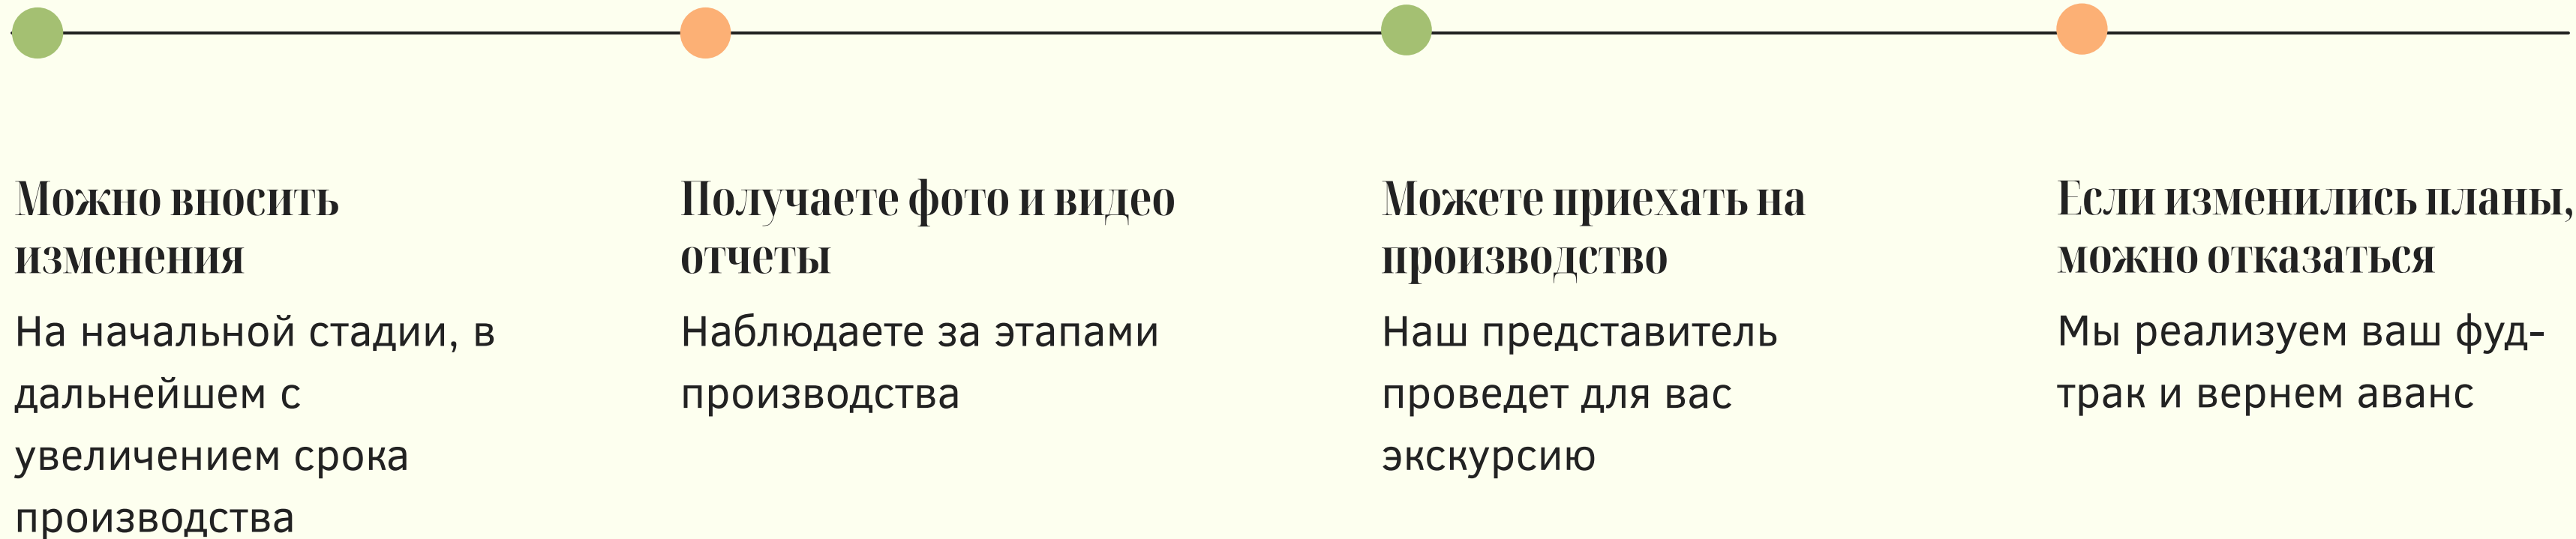 Можно вносить
изменения
На начальной стадии, в
дальнейшем с
увеличением срока
производства
Получаете фото и видео
отчеты
Наблюдаете за этапами
производства
Можете приехать на
производство
Наш представитель
проведет для вас
экскурсию
Если изменились планы,
можно отказаться
Мы реализуем ваш фуд-
трак и вернем аванс